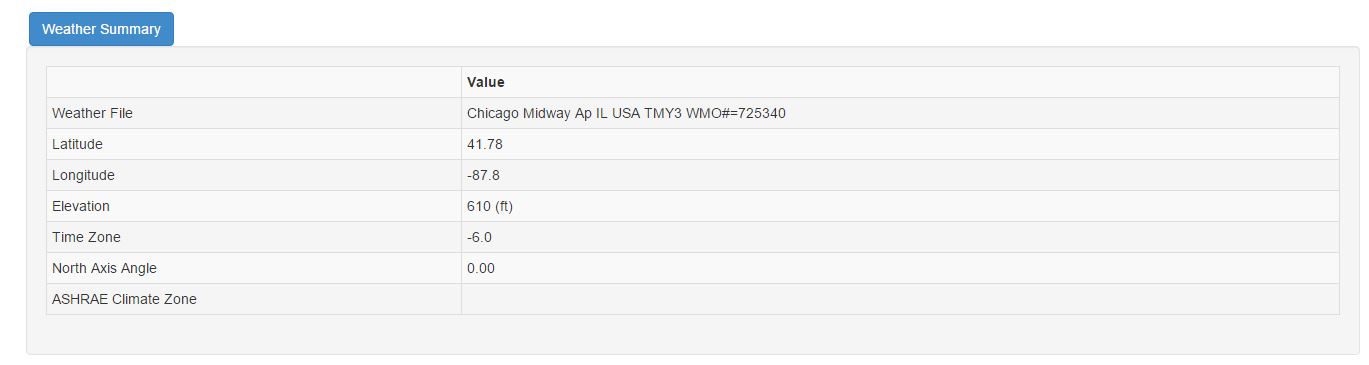 Weather Summary
Value
Weather File Chicago Midway Ap IL USA TMY3 WMO#=725340
Latitude 41.78
Longitude -87.8
Elevation 610 (ft)
Time Zone -6.0
North Axis Angle 0.00
ASHRAE Climate Zone